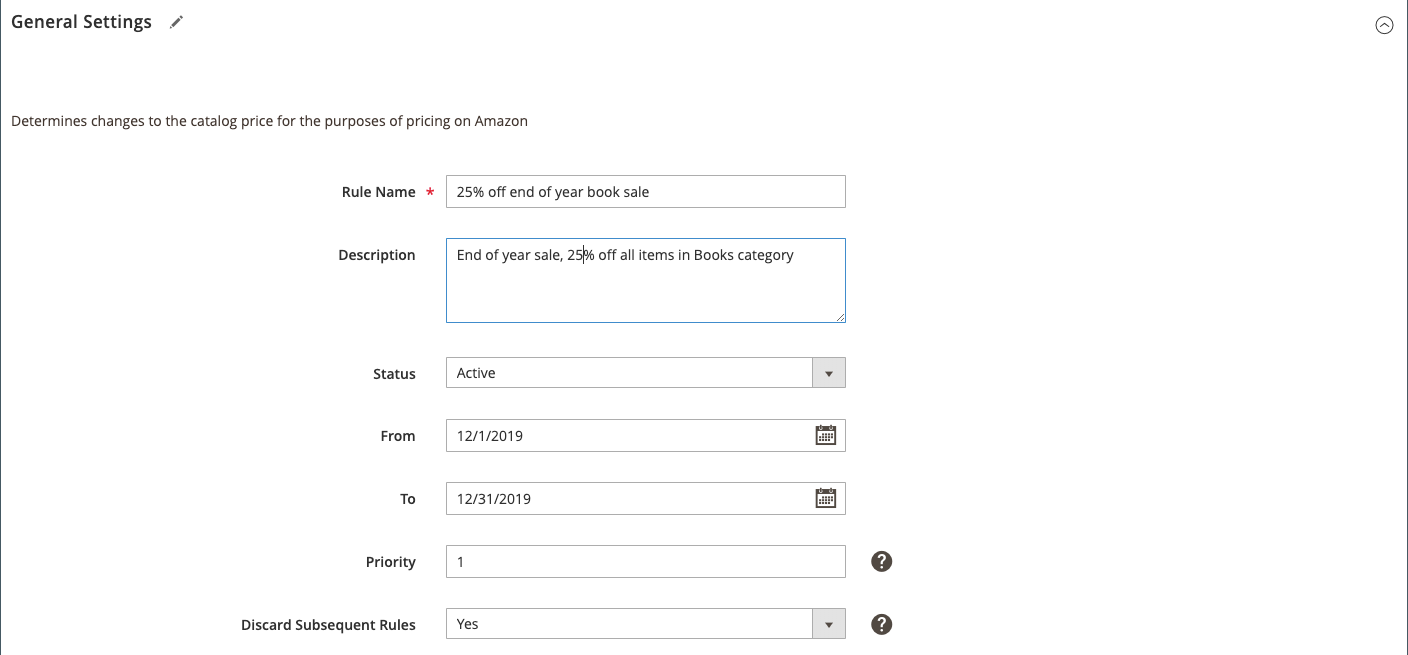 General Settings
Determines changes to the catalog price for the purposes of pricing on Amazon
Rule Name * 25% off end of year book sale
Description End of year sale, 25% off all items in Books category
Status Active
From 12/1/2019
To 12/31/2019
Priority 1 ?
Discard Subsequent Rules Yes ?